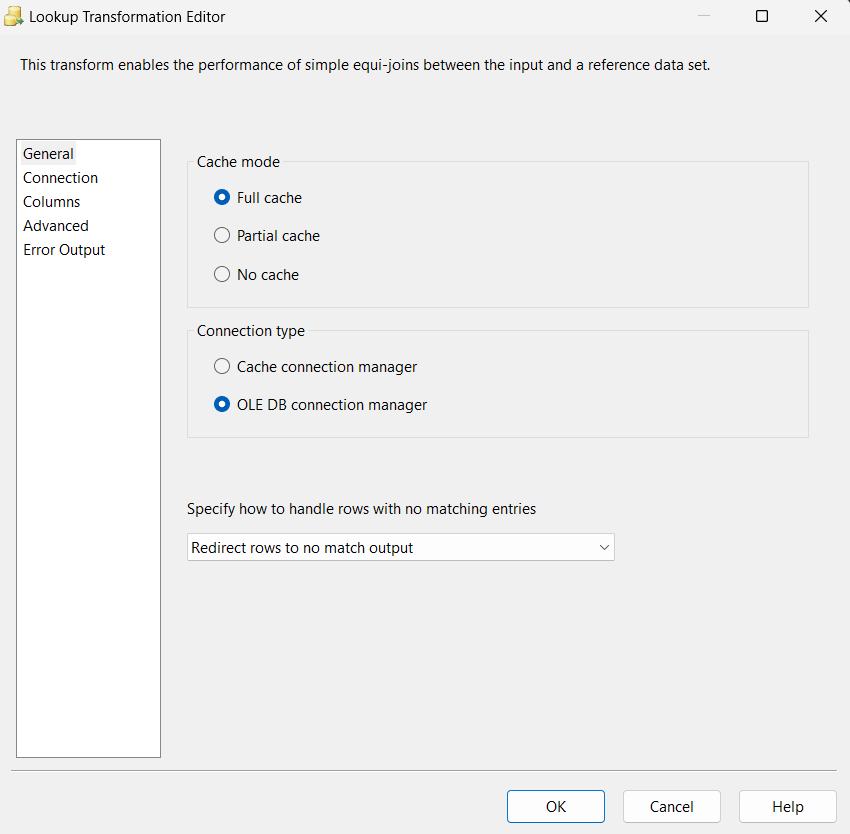 Lookup Transformation Editor
This transform enables the performance of simple equi-joins between the input and a reference data set.
General
Connection
Columns
Advanced
Error Output
Cache mode
Full cache
Partial cache
No cache
Connection type
Cache connection manager
OLE DB connection manager
Specify how to handle rows with no matching entries
Redirect rows to no match output
OK Cancel Help